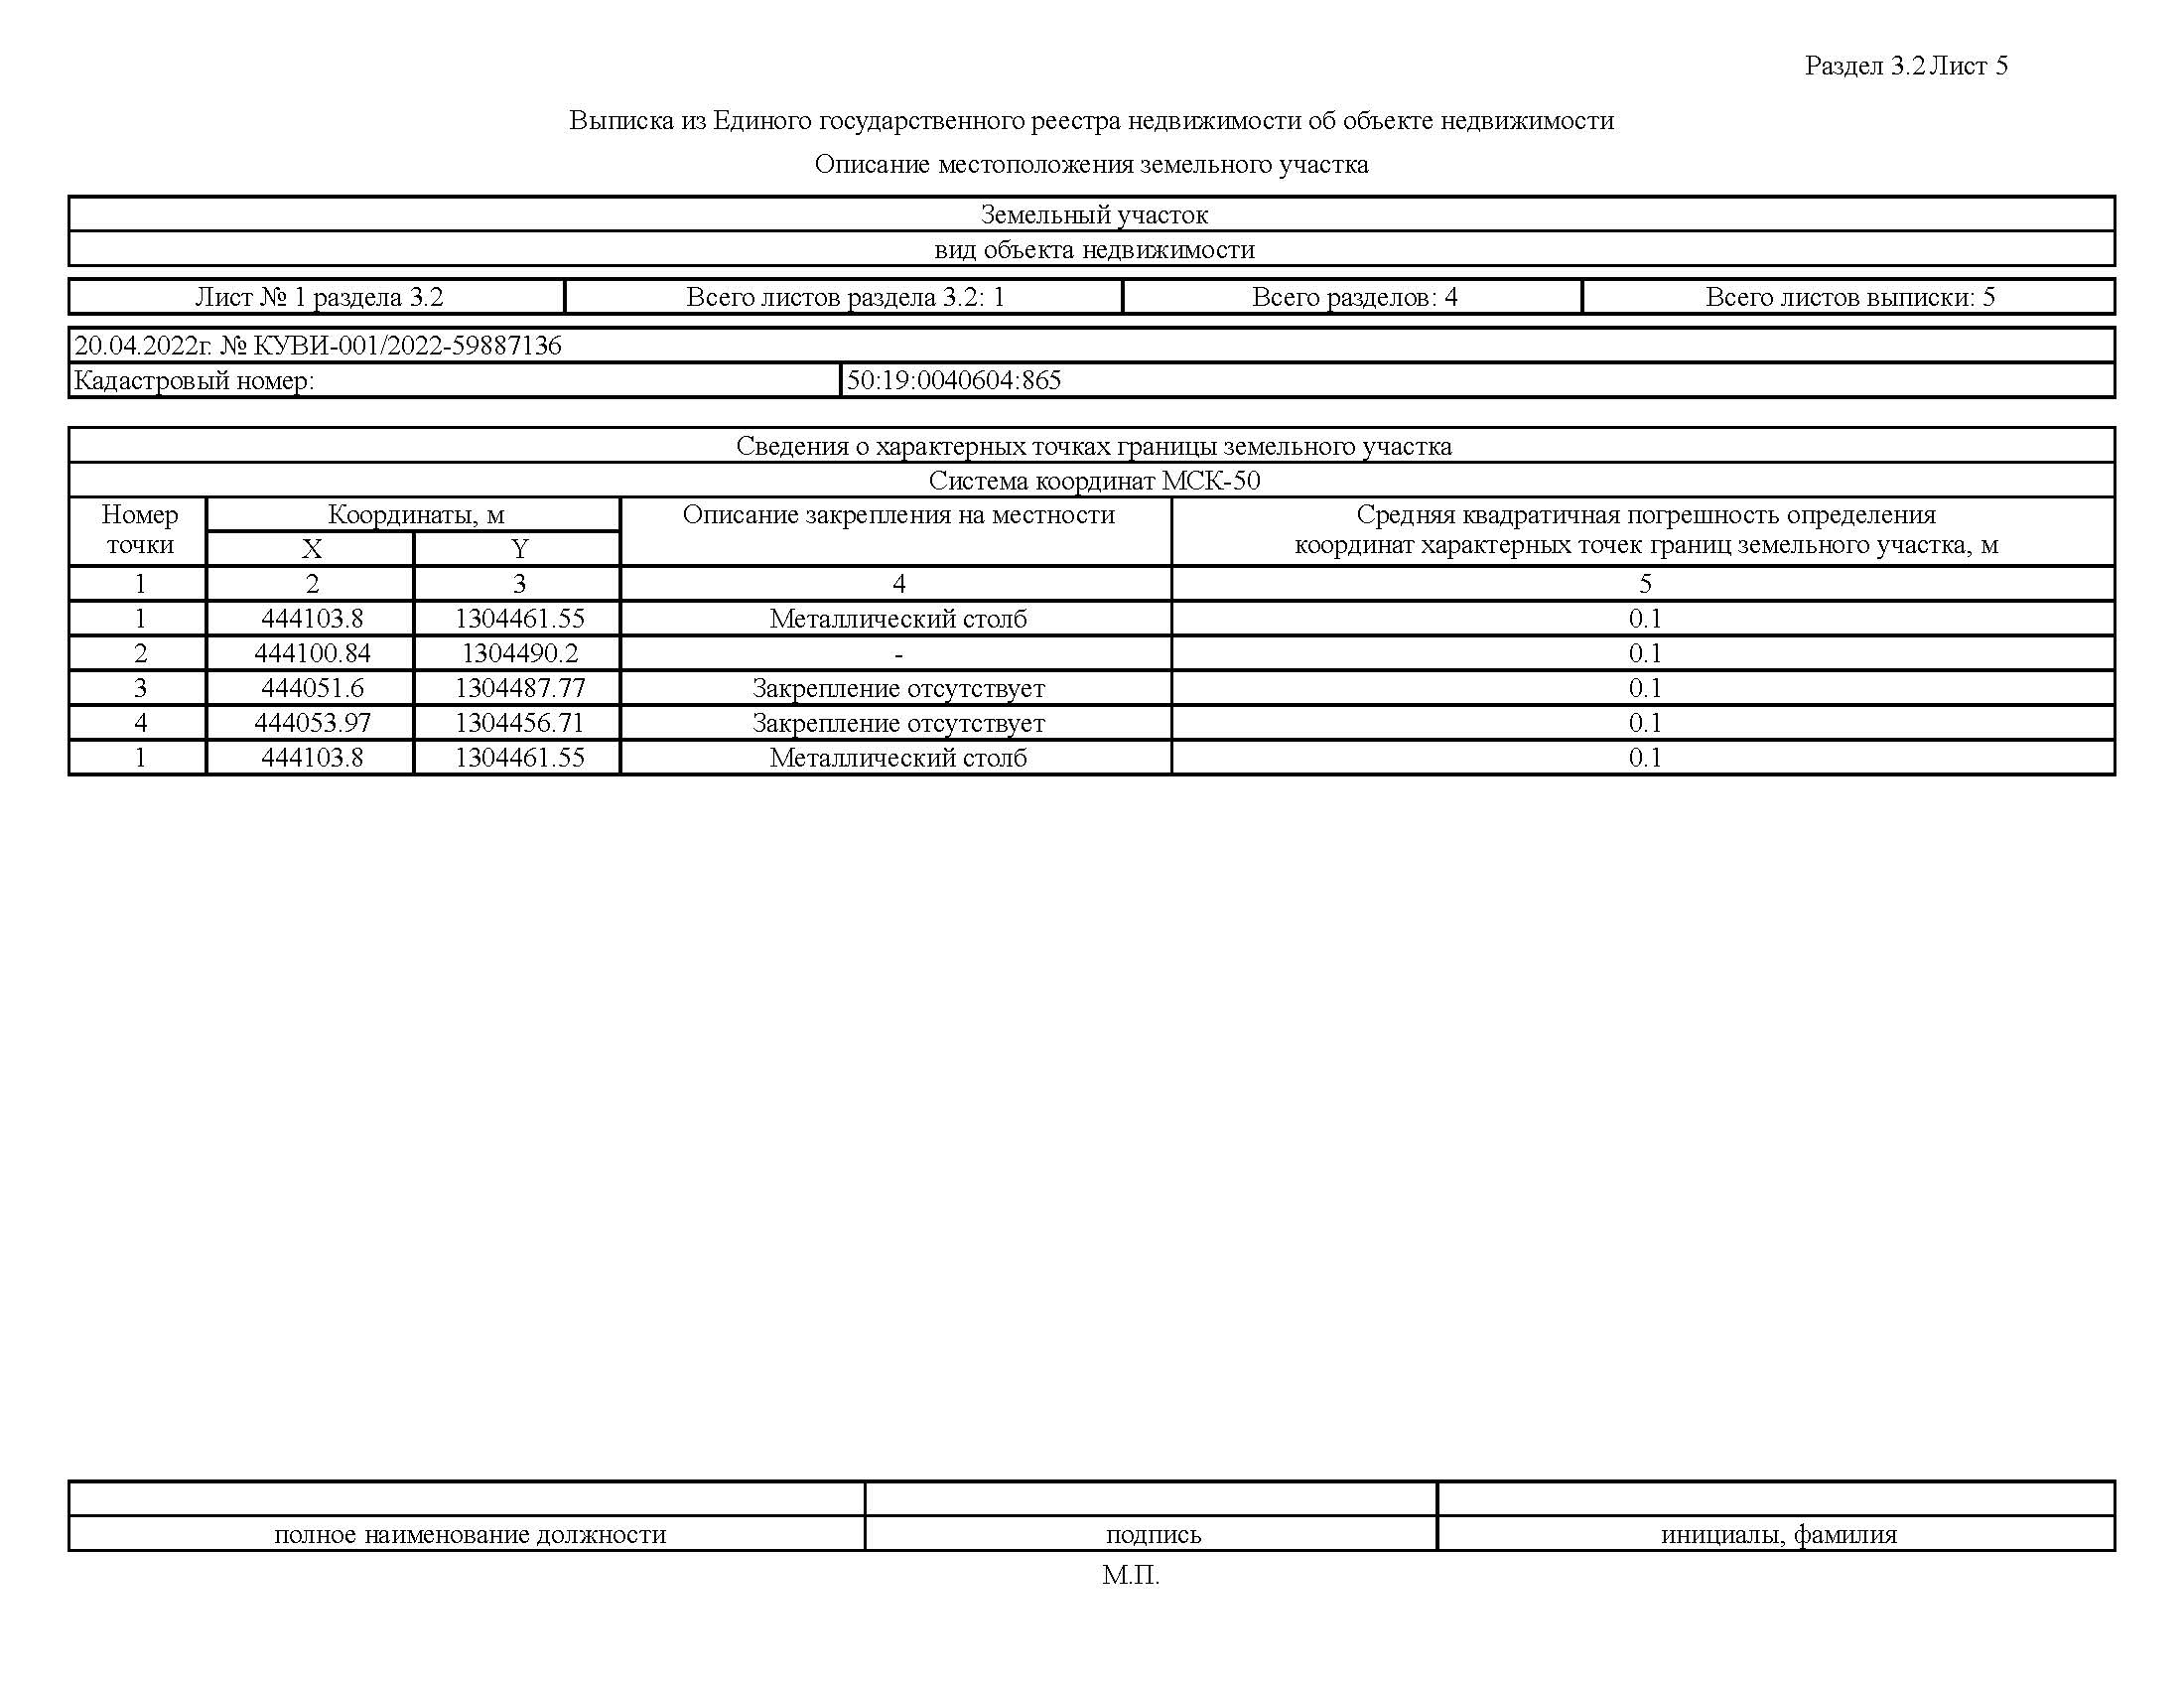 Раздел 3.2 Лист 5
Выписка из Единого государственного реестра недвижимости об объекте недвижимости
Описание местоположения земельного участка
Земельный участок
вид объекта недвижимости
Лист № 1 раздела 3.2 Всего листов раздела 3.2: 1 Всего разделов: 4 Всего листов выписки: 5
20.04.2022г. № КУВИ-001/2022-59887136
Кадастровый номер: 50:19:0040604:865
Сведения о характерных точках границы земельного участка
Система координат МСК-50
Номер точки Координаты, м Описание закрепления на местности Средняя квадратичная погрешность определения координат характерных точек границ земельного участка, м
X Y
1 2 3 4 5
1 444103.8 1304461.55 Металлический столб 0.1
2 444100.84 1304490.2 - 0.1
3 444051.6 1304487.77 Закрепление отсутствует 0.1
4 444053.97 1304456.71 Закрепление отсутствует 0.1
1 444103.8 1304461.55 Металлический столб 0.1
полное наименование должности подпись инициалы, фамилия
М.П.